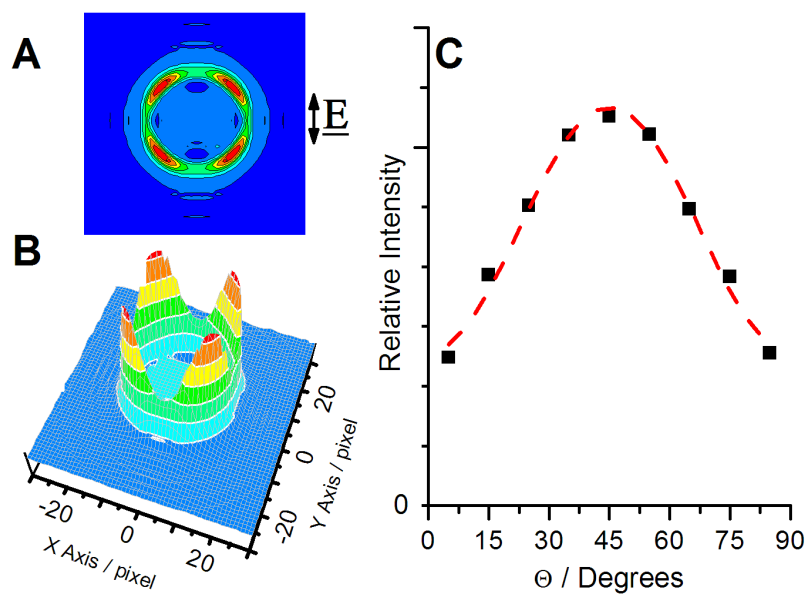 A
E
B
-20
0
20
X Axis / pixel
-20
0
20
Y Axis / pixel
C
Relative Intensity
0
0 15 30 45 60 75 90
Θ / Degrees